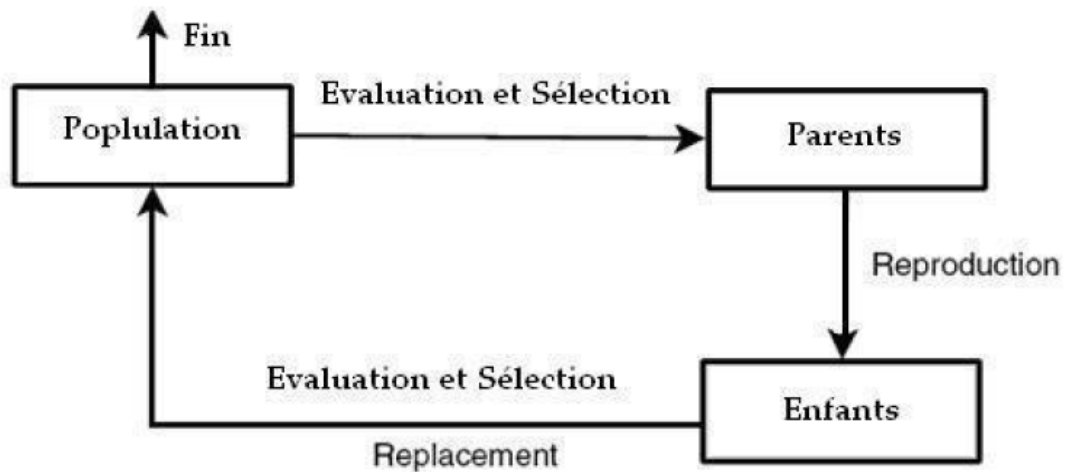 Fin
Evaluation et Sélection
Poplulation
Parents
Reproduction
Evaluation et Sélection
Enfants
Replacement